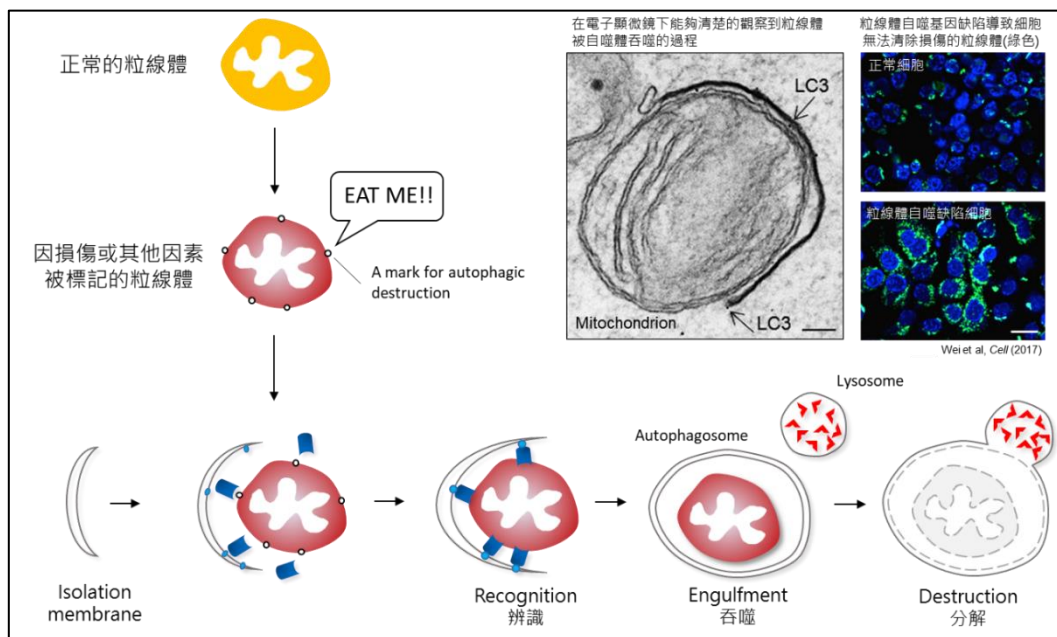 正常的粒線體
EAT ME!!
因損傷或其他因素
被標記的粒線體
A mark for autophagic
destruction
在電子顯微鏡下能夠清楚的觀察到粒線體
被自噬體吞噬的過程
LC3
LC3
Mitochondrion
粒線體自噬基因缺陷導致細胞
無法清除損傷的粒線體(綠色)
正常細胞
粒線體自噬缺陷細胞
Wei et al, Cell (2017)
Isolation
membrane
Recognition
辨識
Autophagosome
Lysosome
Engulfment
吞噬
Destruction
分解